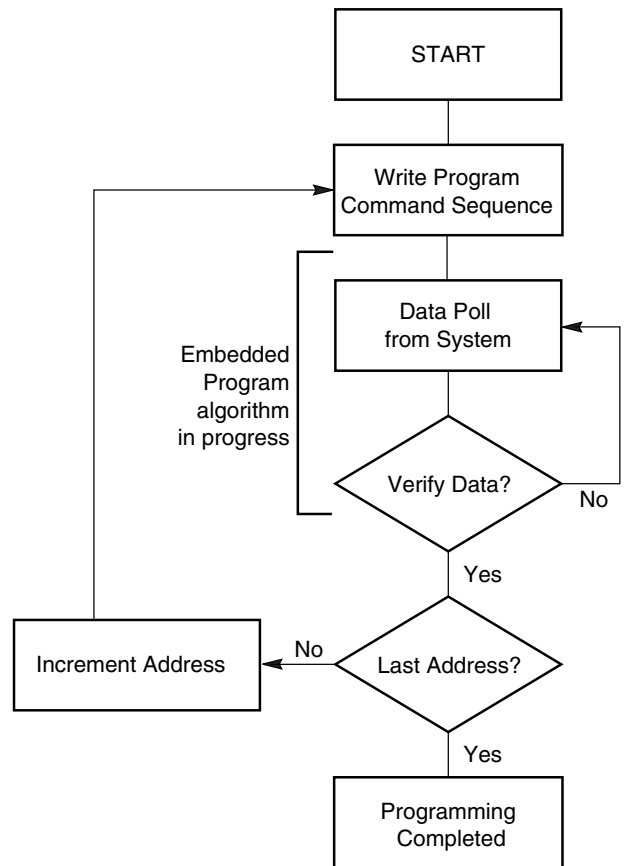 START
Write Program
Command Sequence
Data Poll
from System
Embedded
Program
algorithm
in progress
Verify Data?
No
Yes
Increment Address
No
Last Address?
Yes
Programming
Completed